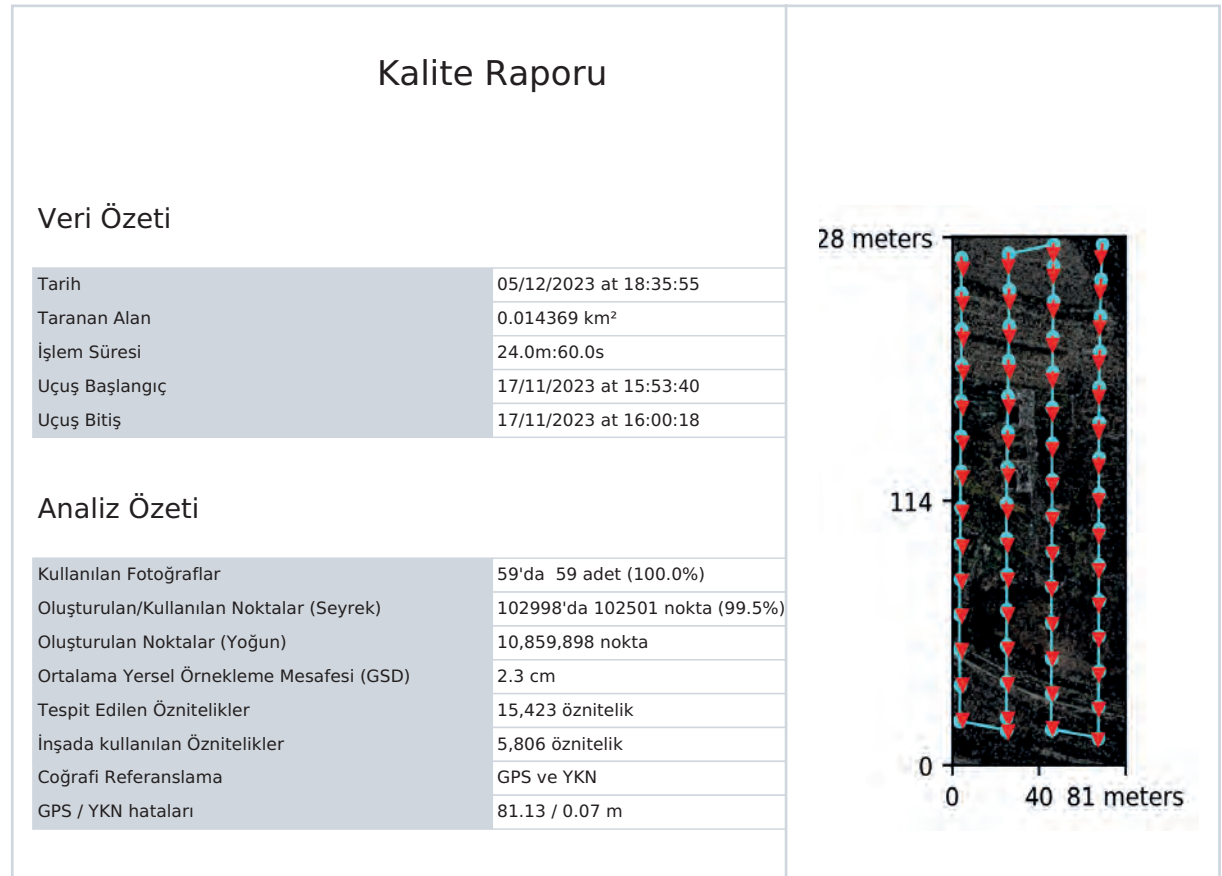 Kalite Raporu
Veri Özeti
Tarih 05/12/2023 at 18:35:55
Taranan Alan 0.014369 km²
İşlem Süresi 24.0m:60.0s
Uçuş Başlangıç 17/11/2023 at 15:53:40
Uçuş Bitiş 17/11/2023 at 16:00:18
Analiz Özeti
Kullanılan Fotoğraflar 59'da 59 adet (100.0%)
Oluşturulan/Kullanılan Noktalar (Seyrek) 102998'da 102501 nokta (99.5%)
Oluşturulan Noktalar (Yoğun) 10,859,898 nokta
Ortalama Yersel Örnekleme Mesafesi (GSD) 2.3 cm
Tespit Edilen Öznitelikler 15,423 öznitelik
İnşada kullanılan Öznitelikler 5,806 öznitelik
Coğrafi Referanslama GPS ve YKN
GPS / YKN hataları 81.13 / 0.07 m
28 meters
114
0
0 40 81 meters